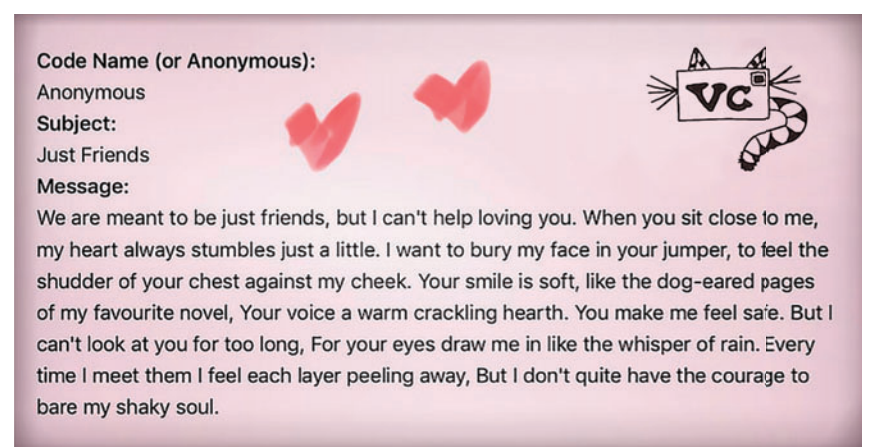 Code Name (or Anonymous):
Anonymous
Subject:
Just Friends
Message:
We are meant to be just friends, but I can't help loving you. When you sit close to me,
my heart always stumbles just a little. I want to bury my face in your jumper, to feel the
shudder of your chest against my cheek. Your smile is soft, like the dog-eared pages
of my favourite novel, Your voice a warm crackling hearth. You make me feel safe. But I
can't look at you for too long, For your eyes draw me in like the whisper of rain. Every
time I meet them I feel each layer peeling away, But I don't quite have the courage to
bare my shaky soul.
VC